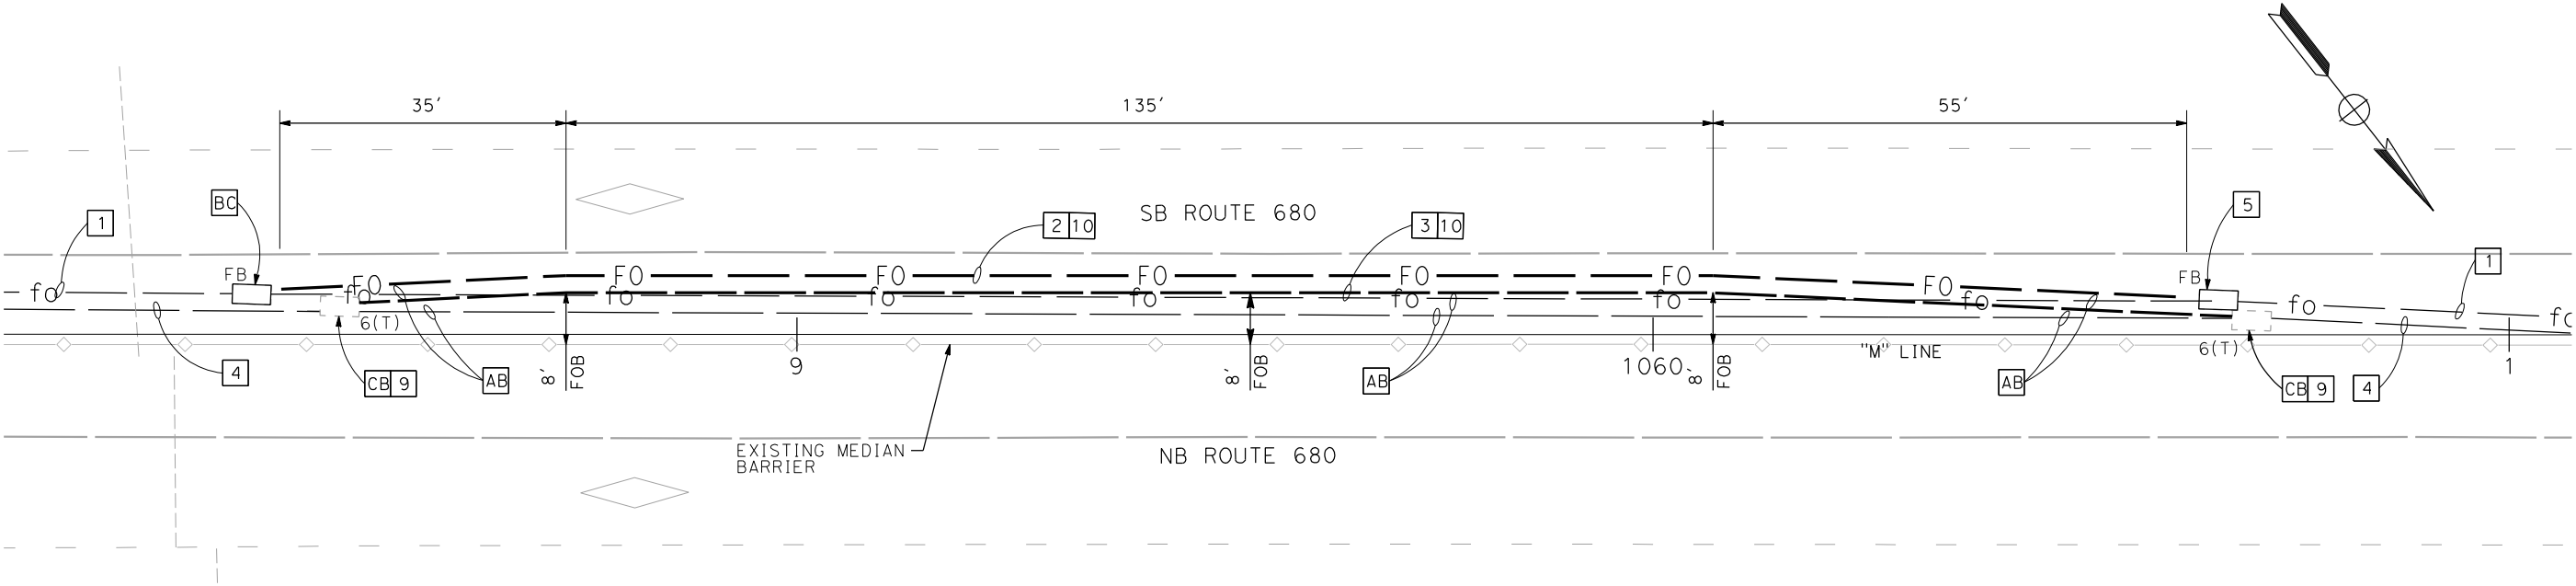 35'
135'
55'
BC
1
SB ROUTE 680
2 10
3 10
5
1
FB
FO
FO
FO
FO
FO
FO
FO
FB
fo
fo
fo
fo
fo
fo
fo
fo
fo
fo
6(T)
4
CB 9
AB
8'
FOB
9
8'
FOB
AB
1060
8'
FOB
"M" LINE
AB
6(T)
CB 9
4
1
EXISTING MEDIAN
BARRIER
NB ROUTE 680